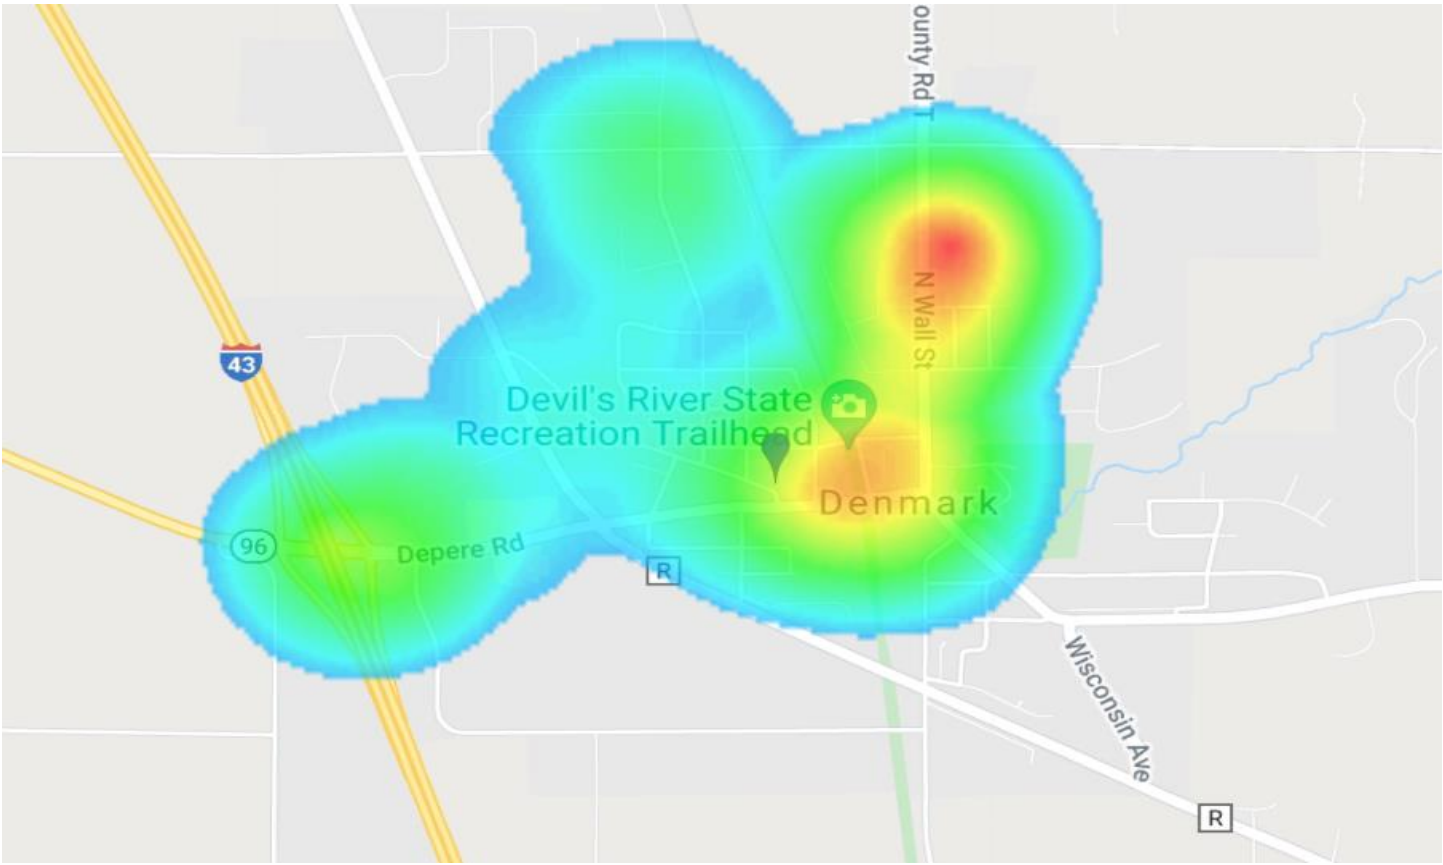 ounty Rd T
43
N Wall St
Devil's River State
Recreation Trailhead
Denmark
96
Depere Rd
R
Wisconsin Ave
R